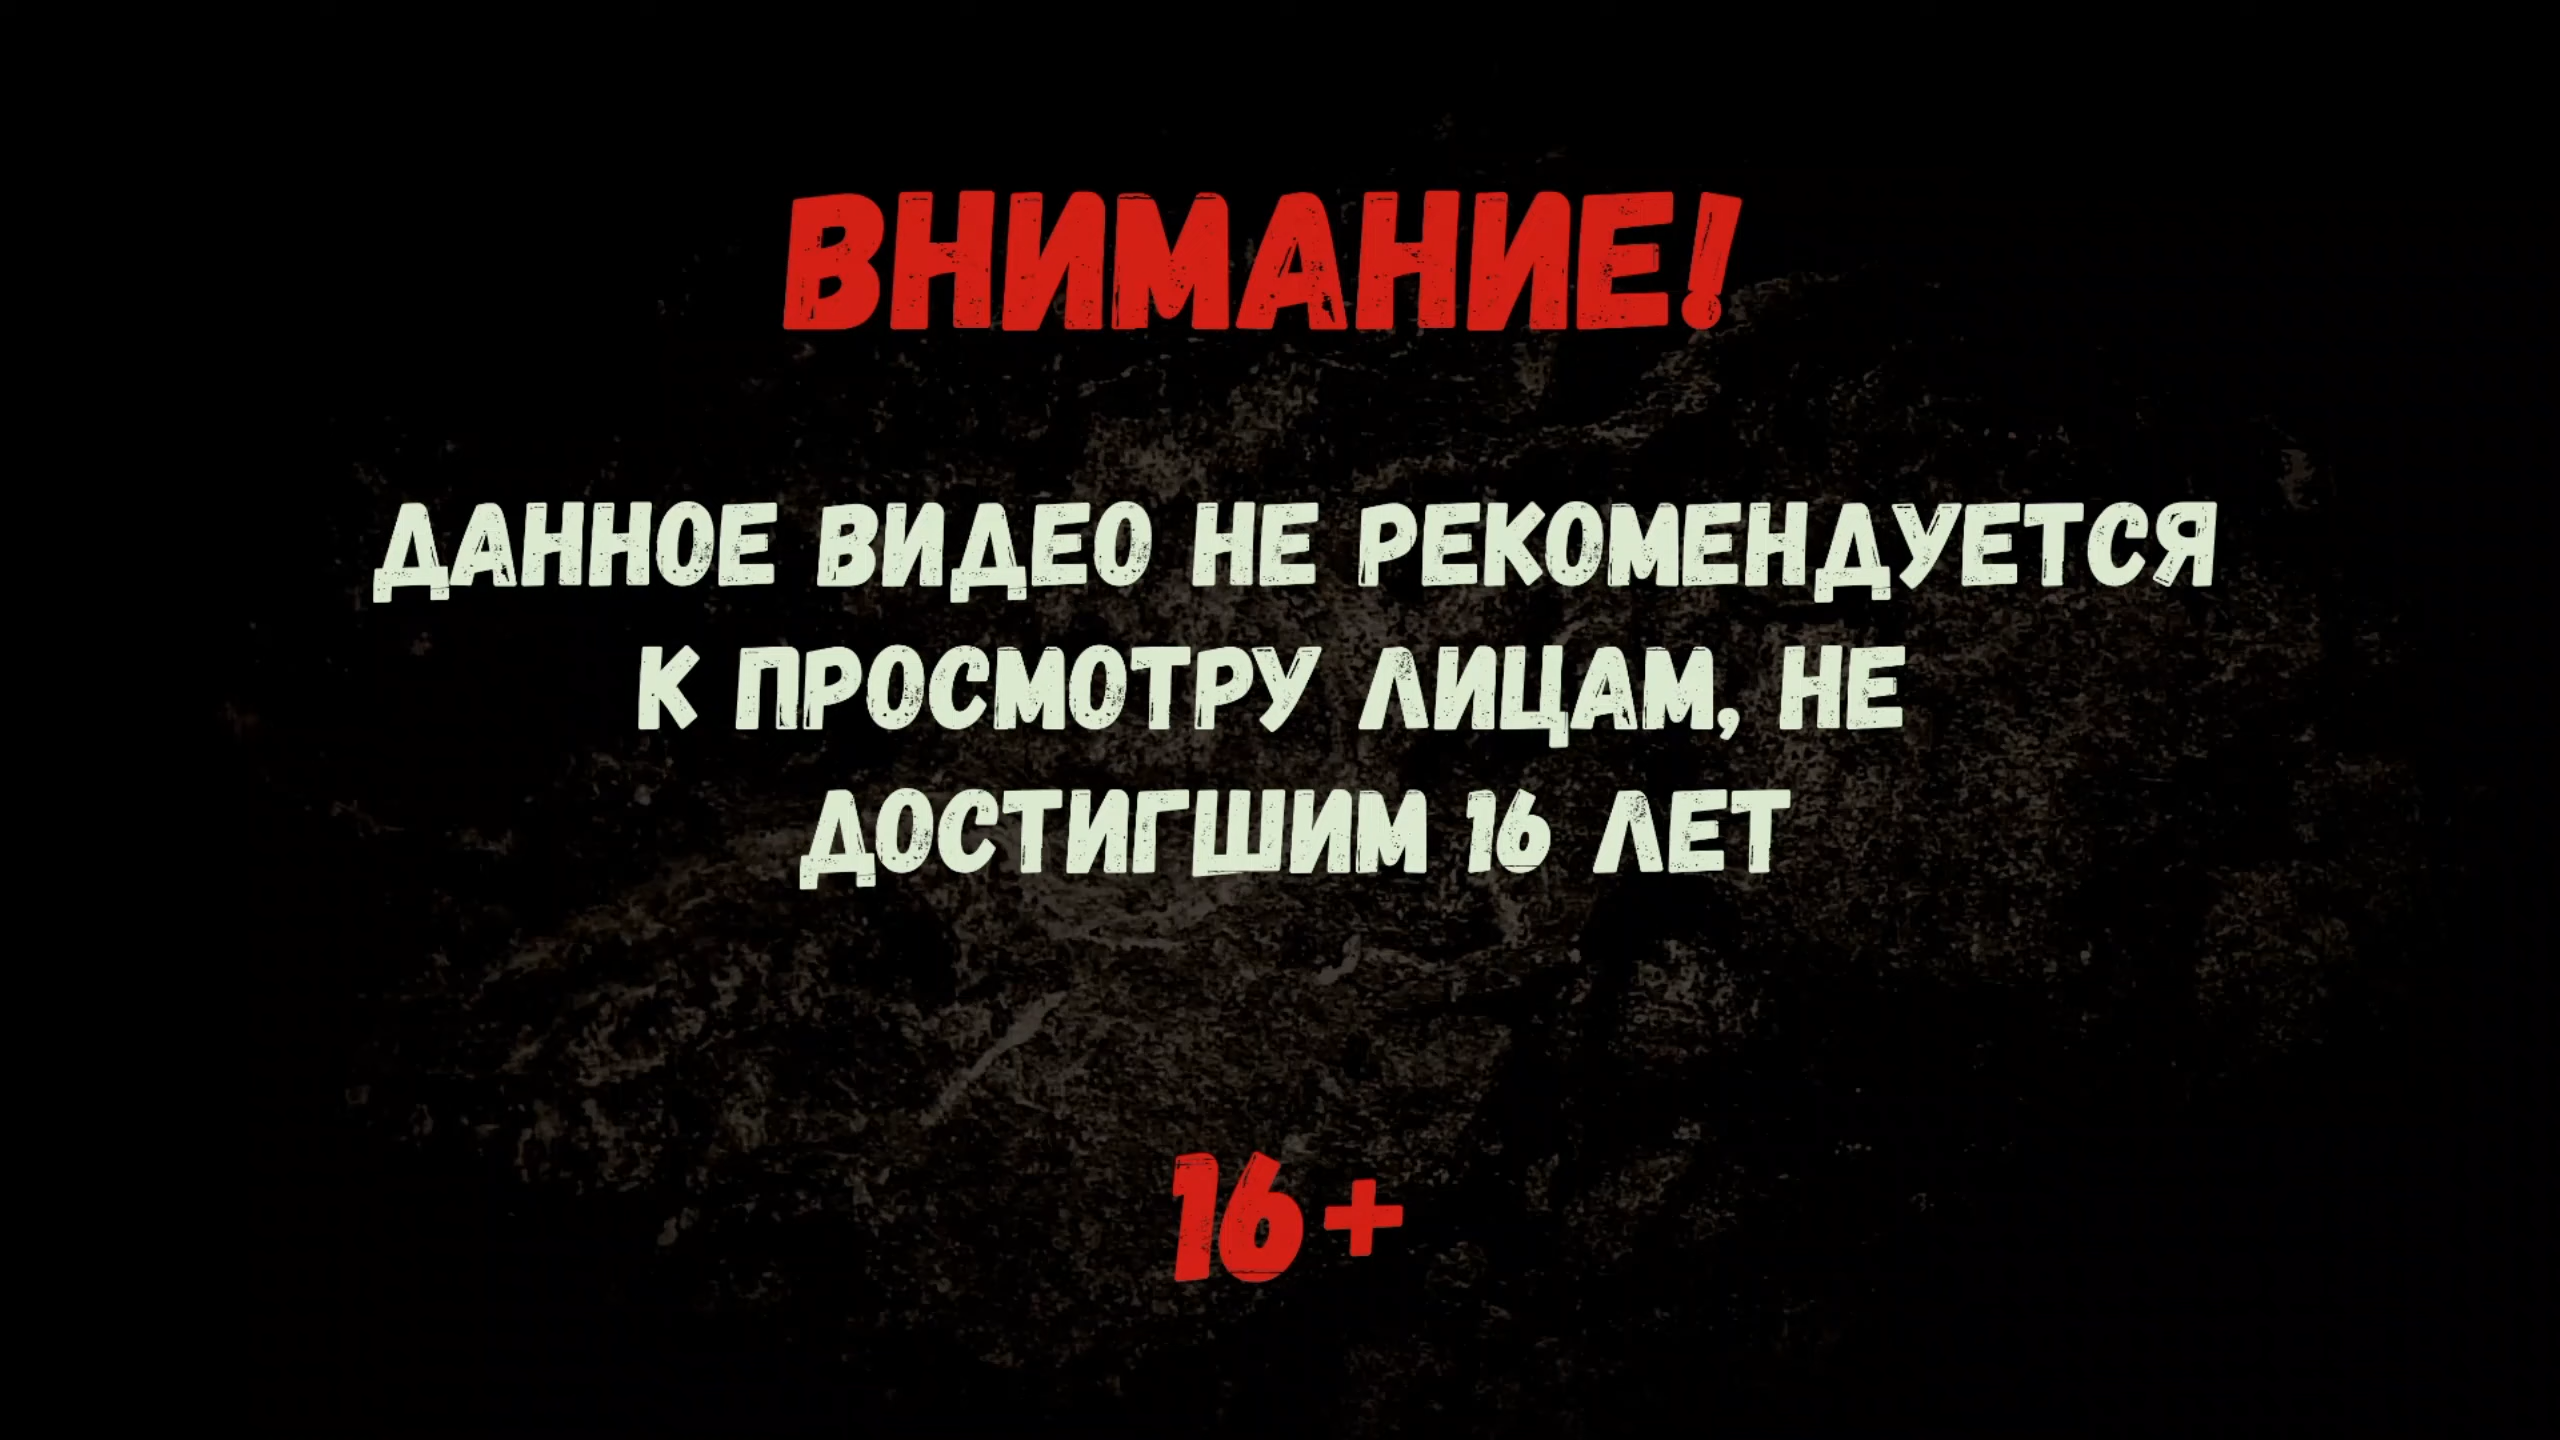 ВНИМАНИЕ!
ДАННОЕ ВИДЕО НЕ РЕКОМЕНДУЕТСЯ
К ПРОСМОТРУ ЛИЦАМ, НЕ
ДОСТИГШИМ 16 ЛЕТ
16+